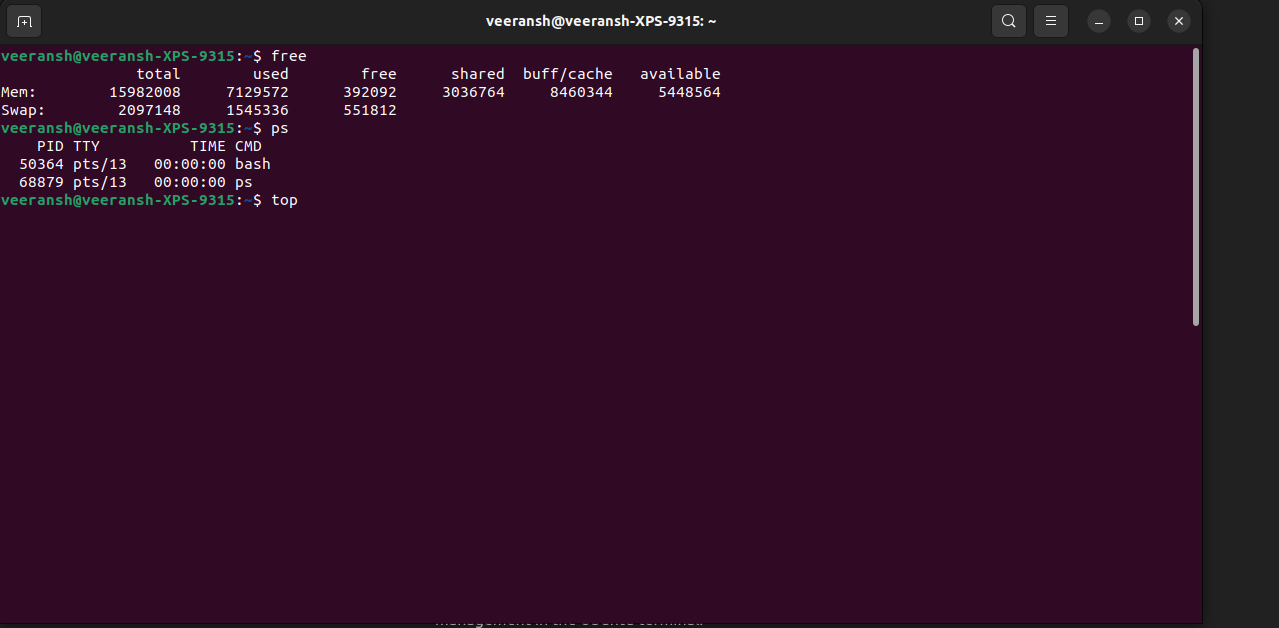 veeransh@veeransh-XPS-9315: ~
veeransh@veeransh-XPS-9315:~$ free
total used free shared buff/cache available
Mem: 15982008 7129572 392092 3036764 8460344 5448564
Swap: 2097148 1545336 551812
veeransh@veeransh-XPS-9315:~$ ps
PID TTY TIME CMD
50364 pts/13 00:00:00 bash
68879 pts/13 00:00:00 ps
veeransh@veeransh-XPS-9315:~$ top